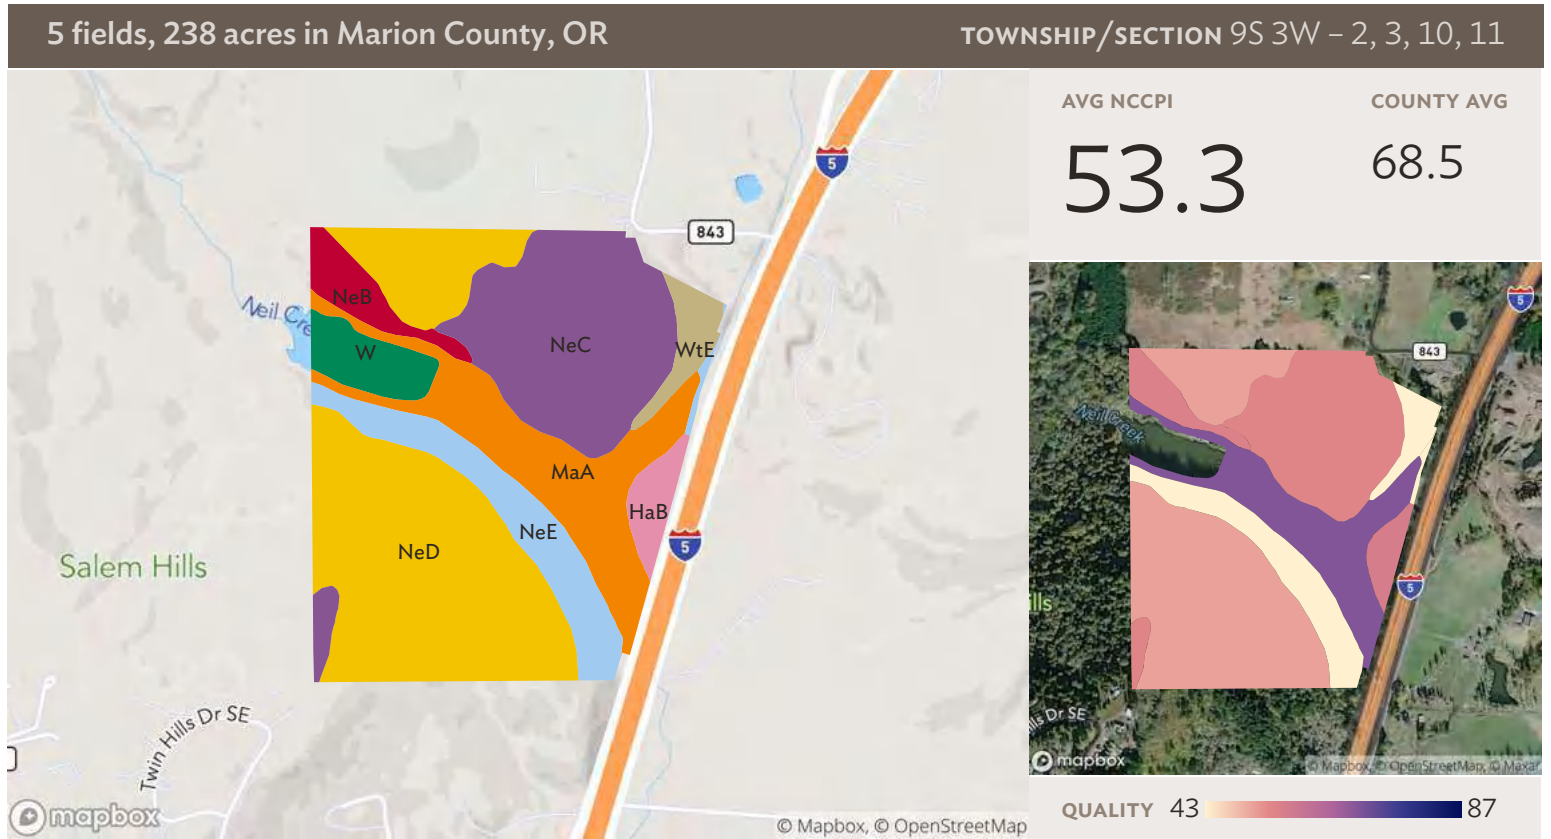 5 fields, 238 acres in Marion County, OR
TOWNSHIP/SECTION 9S 3W – 2, 3, 10, 11
AVG NCCPI
COUNTY AVG
53.3
68.5
5
843
NeB
Neil Cre
W
NeC
WtE
MaA
HaB
NeE
NeD
5
Salem Hills
Twin Hills Dr SE
mapbox
© Mapbox, © OpenStreetMap
5
843
Neil Creek
5
lls
lls Dr SE
mapbox
© Mapbox, © OpenStreetMap, © Maxar
QUALITY 43 87